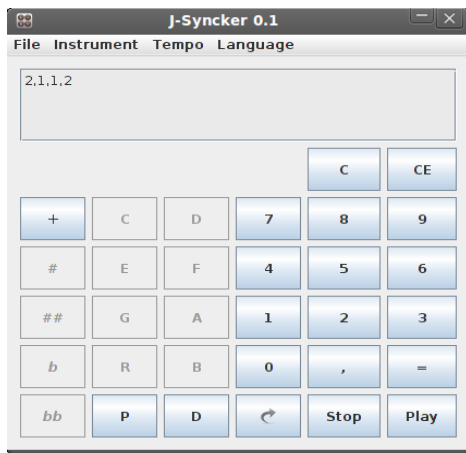 J-Syncker 0.1
File Instrument Tempo Language
2,1,1,2
C CE
+ C D 7 8 9
# E F 4 5 6
## G A 1 2 3
b R B 0 , =
bb P D Stop Play